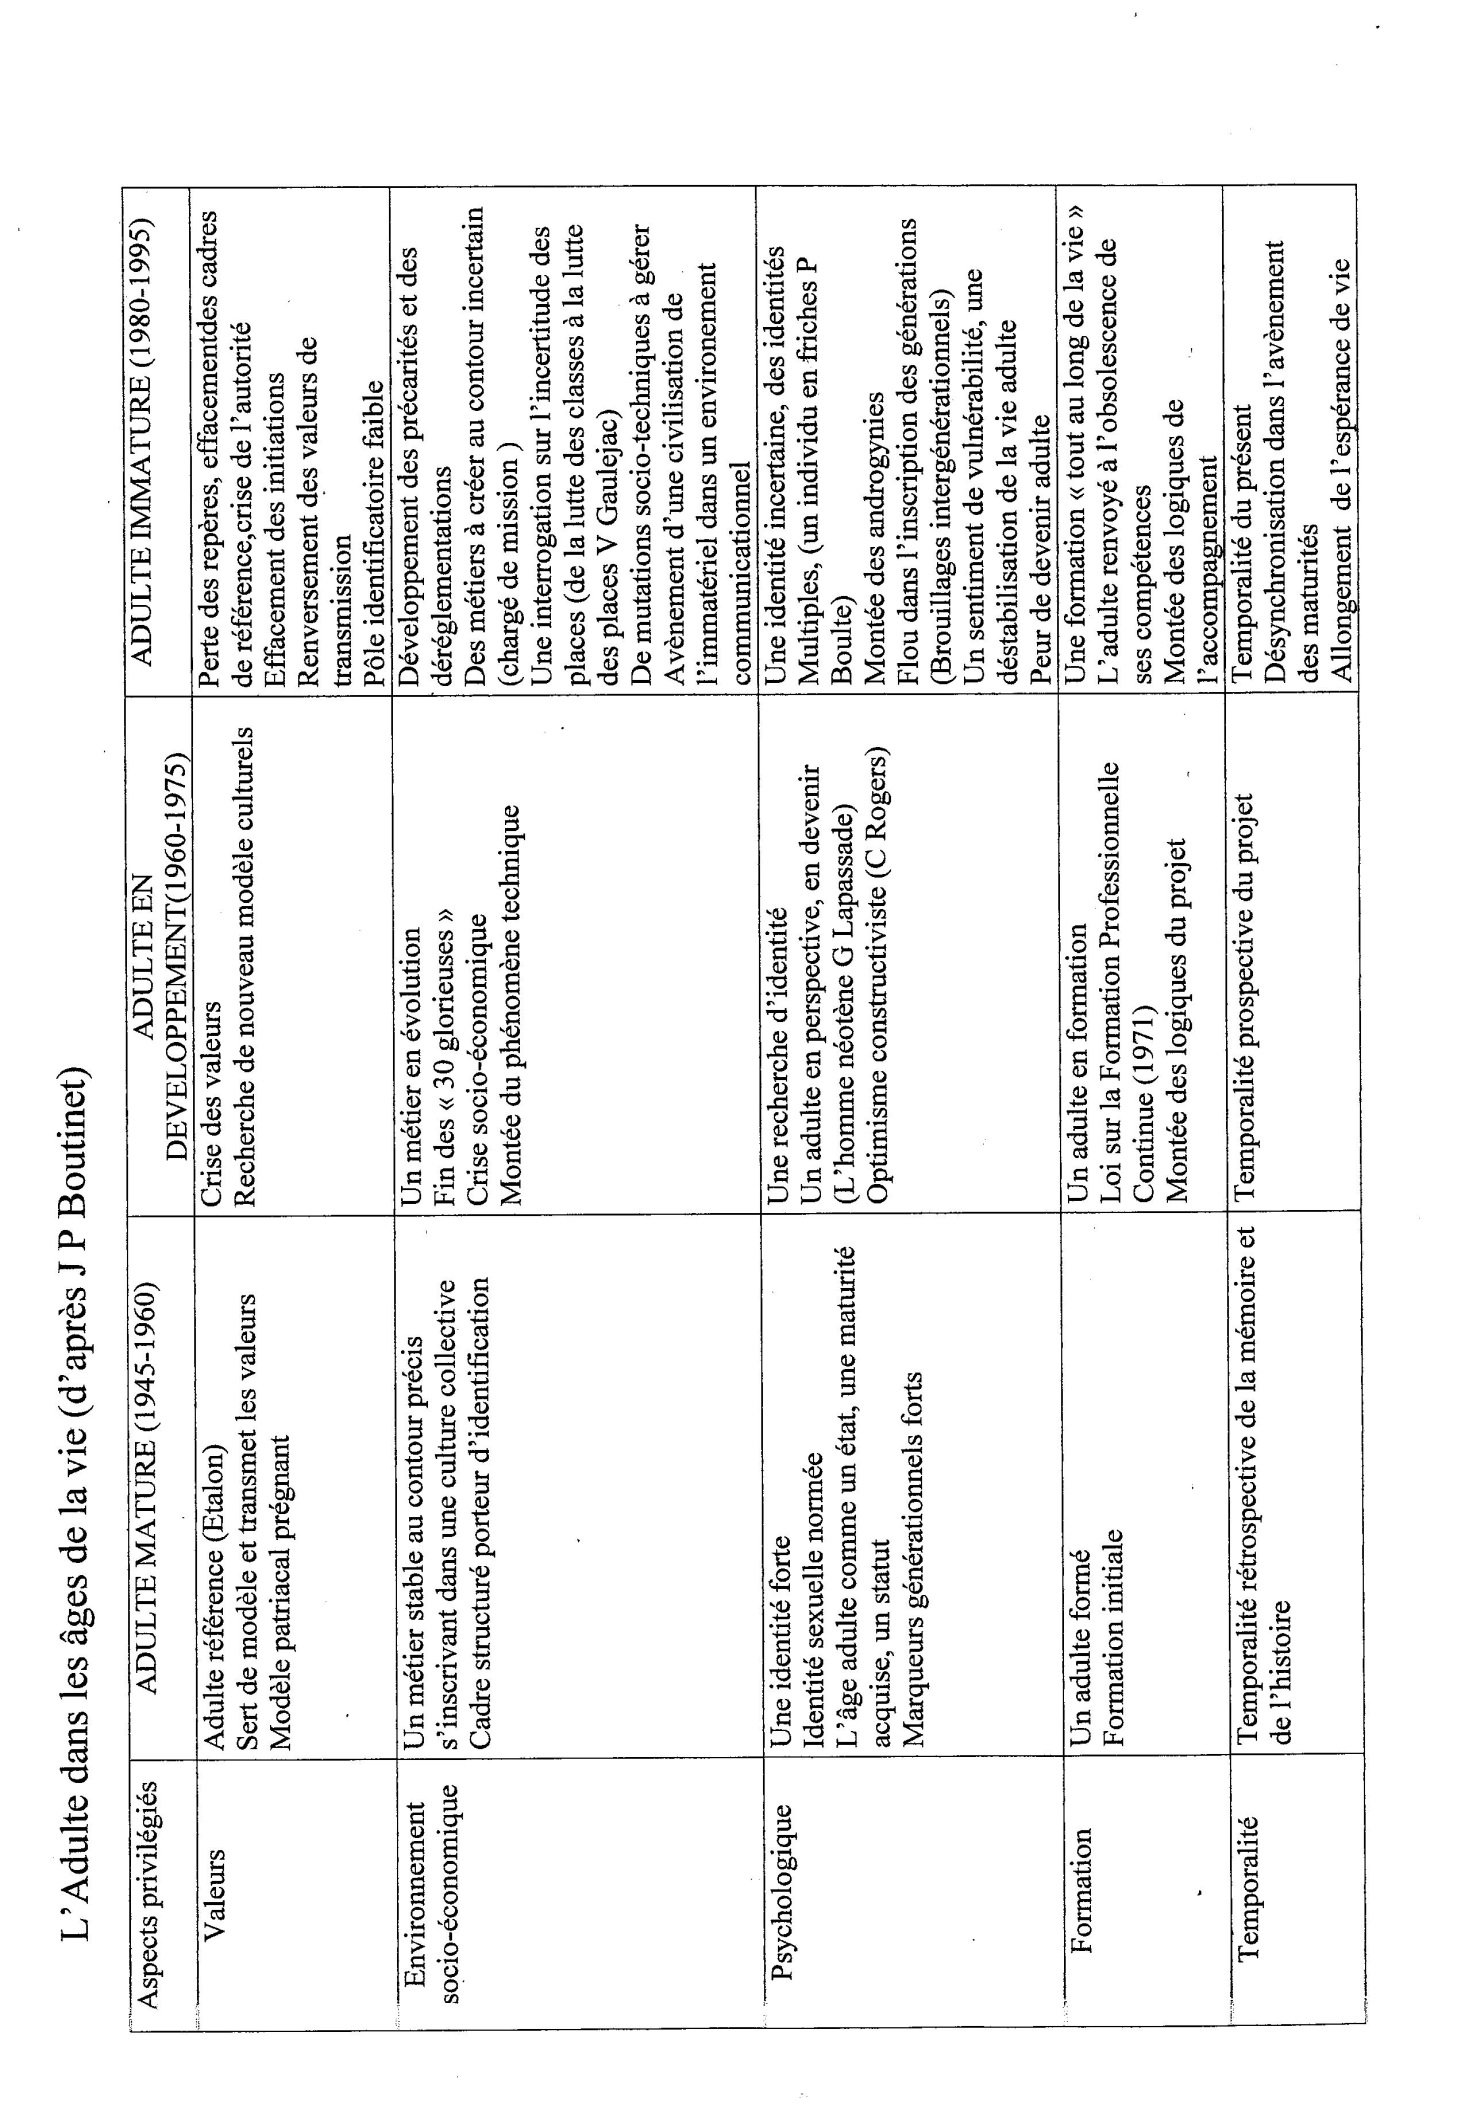 L'Adulte dans les âges de la vie (d'après J P Boutinet)
Aspects privilégiés
ADULTE MATURE (1945-1960)
ADULTE EN
DEVELOPPEMENT(1960-1975)
ADULTE IMMATURE (1980-1995)
Valeurs
Adulte référence (Etalon)
Sert de modèle et transmet les valeurs
Modèle patriacal prégnant
Crise des valeurs
Recherche de nouveau modèle culturels
Perte des repères, effacementdes cadres
de référence,crise de l'autorité
Effacement des initiations
Renversement des valeurs de
transmission
Pôle identificatoire faible
Environnement
socio-économique
Un métier stable au contour précis
s'inscrivant dans une culture collective
Cadre structuré porteur d'identification
Un métier en évolution
Fin des « 30 glorieuses »
Crise socio-économique
Montée du phénomène technique
Développement des précarités et des
déréglementations
Des métiers à créer au contour incertain
(chargé de mission )
Une interrogation sur l'incertitude des
places (de la lutte des classes à la lutte
des places V Gaulejac)
De mutations socio-techniques à gérer
Avènement d'une civilisation de
l'immatériel dans un environement
communicationnel
Psychologique
Une identité forte
Identité sexuelle normée
L'âge adulte comme un état, une maturité
acquise, un statut
Marqueurs générationnels forts
Une recherche d'identité
Un adulte en perspective, en devenir
(L'homme néotène G Lapassade)
Optimisme constructiviste (C Rogers)
Une identité incertaine, des identités
Multiples, (un individu en friches P
Boulte)
Montée des androgynies
Flou dans l'inscription des générations
(Brouillages intergénérationnels)
Un sentiment de vulnérabilité, une
déstabilisation de la vie adulte
Peur de devenir adulte
Formation
Un adulte formé
Formation initiale
Un adulte en formation
Loi sur la Formation Professionnelle
Continue (1971)
Montée des logiques du projet
Une formation « tout au long de la vie »
L'adulte renvoyé à l'obsolescence de
ses compétences
Montée des logiques de
l'accompagnement
Temporalité
Temporalité rétrospective de la mémoire et
de l'histoire
Temporalité prospective du projet
Temporalité du présent
Désynchronisation dans l'avènement
des maturités
Allongement de l'espérance de vie